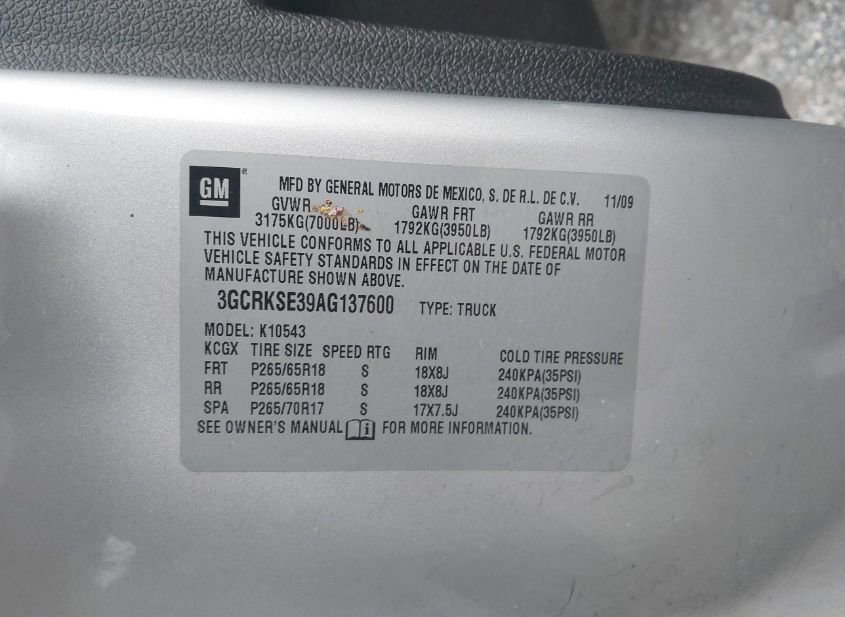 GM ® MFD BY GENERAL MOTORS DE MEXICO, S. DE R.L. DE C.V. 11/09
GVWR GAWR FRT GAWR RR
3175KG(7000LB) 1792KG(3950LB) 1792KG(3950LB)
THIS VEHICLE CONFORMS TO ALL APPLICABLE U.S. FEDERAL MOTOR
VEHICLE SAFETY STANDARDS IN EFFECT ON THE DATE OF
MANUFACTURE SHOWN ABOVE.
3GCRKSE39AG137600 TYPE: TRUCK
MODEL: K10543
KCGX TIRE SIZE SPEED RTG RIM COLD TIRE PRESSURE
FRT P265/65R18 S 18X8J 240KPA(35PSI)
RR P265/65R18 S 18X8J 240KPA(35PSI)
SPA P265/70R17 S 17X7.5J 240KPA(35PSI)
SEE OWNER'S MANUAL i FOR MORE INFORMATION.